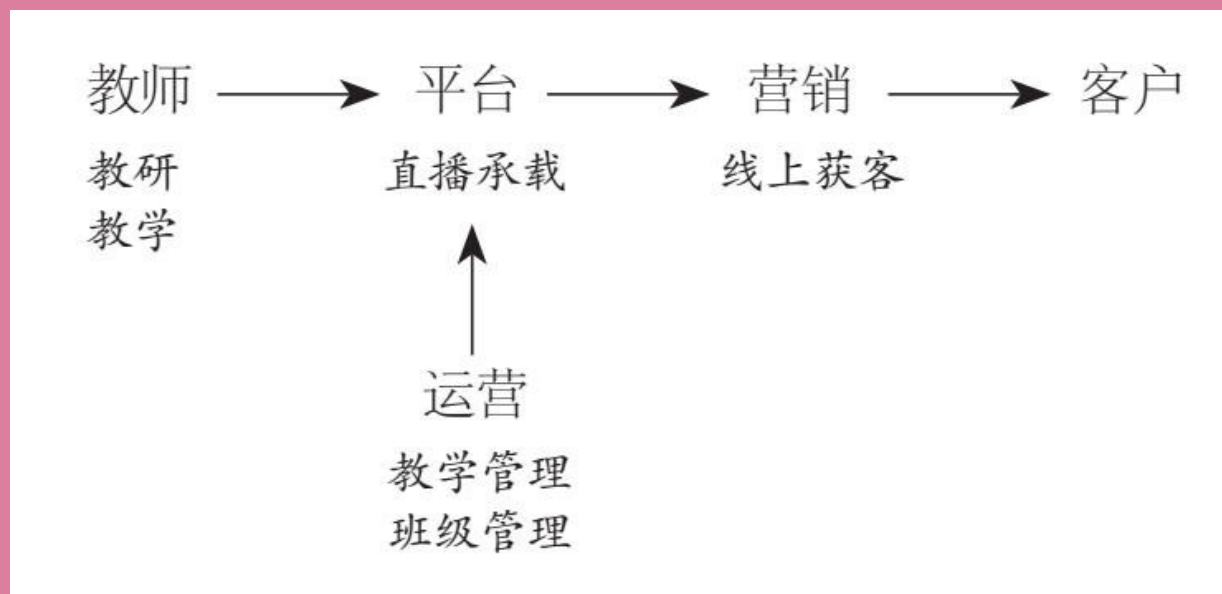 教师 平台 营销 客户
教研 直播承载 线上获客
教学
运营
教学管理
班级管理